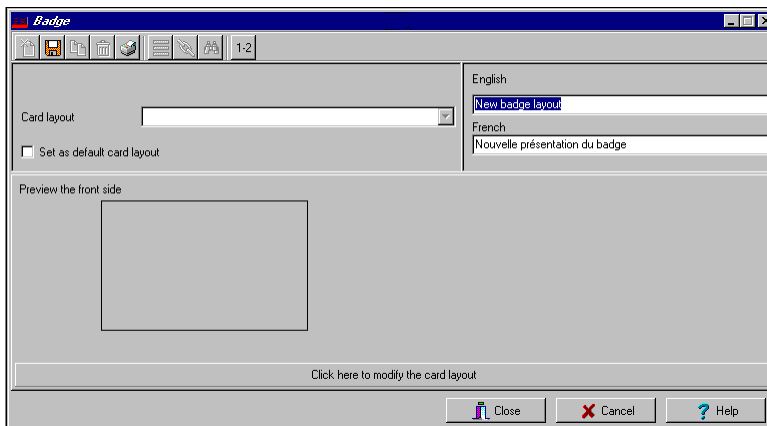 Badge
1-2
English
New badge layout
Card layout
French
Nouvelle présentation du badge
Set as default card layout
Preview the front side
Click here to modify the card layout
Close
Cancel
Help